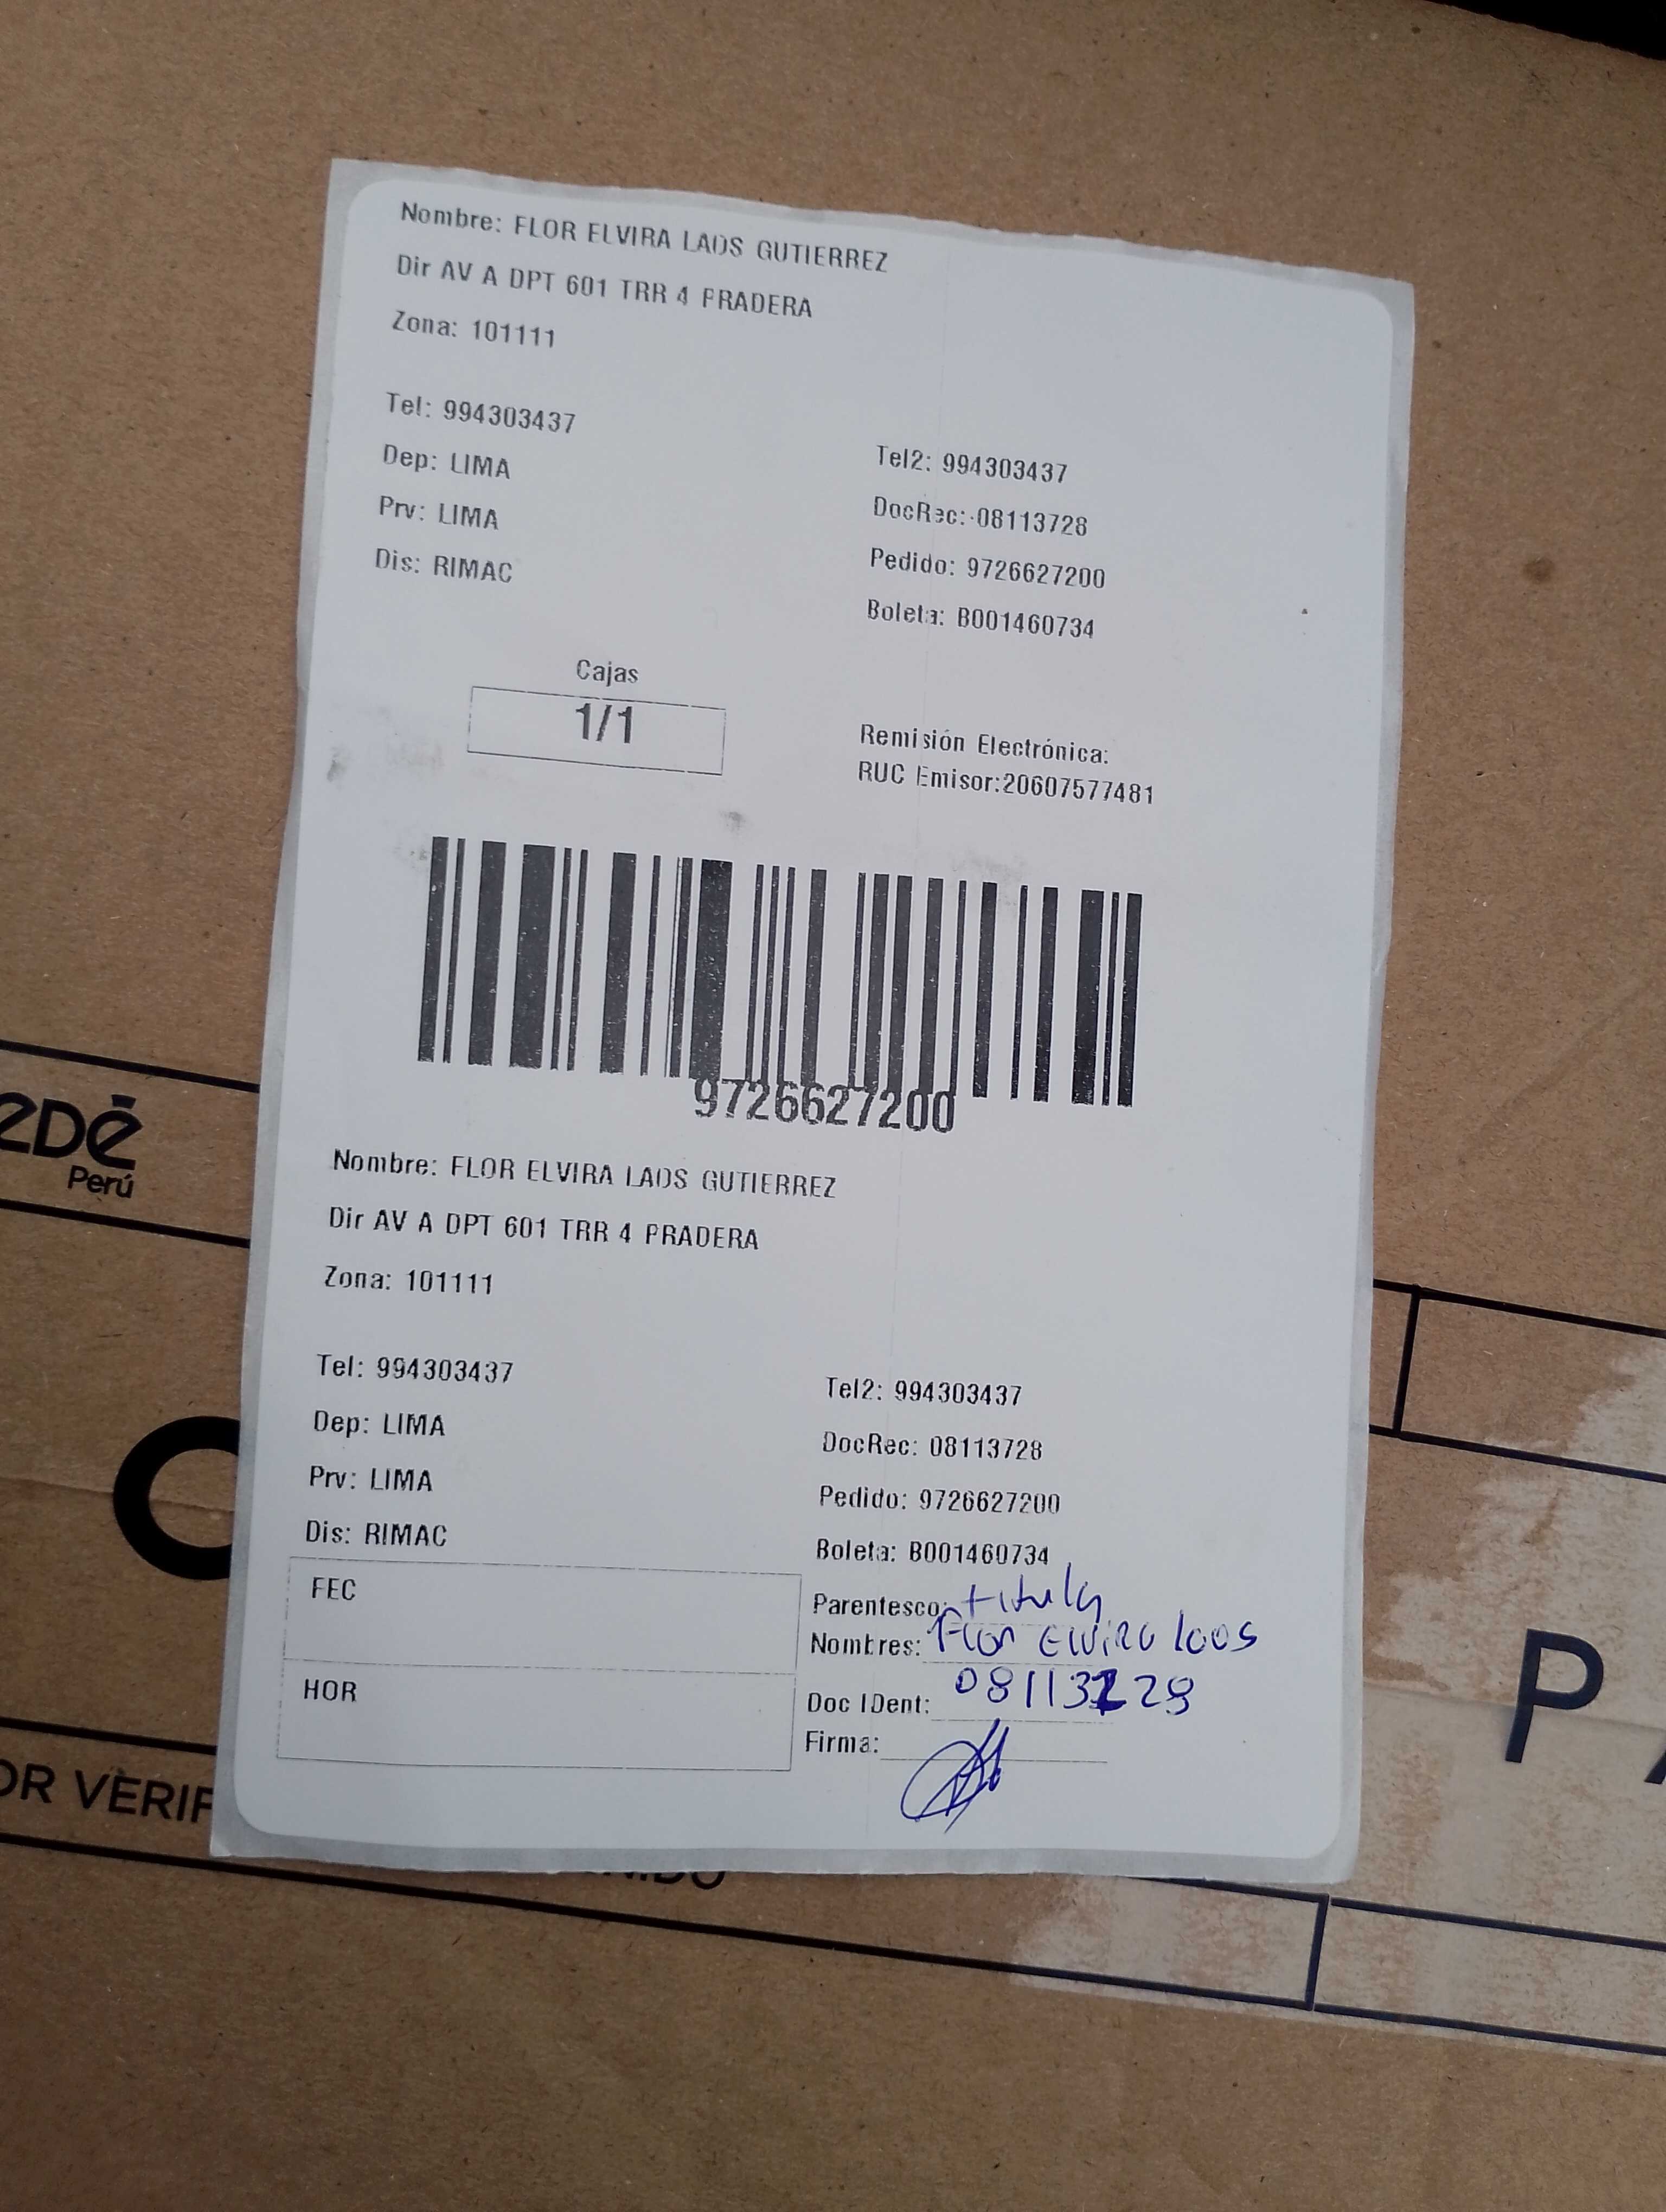 Nombre: FLOR ELVIRA LAOS GUTIERREZ
Dir AV A DPT 601 TRR 4 PRADERA
Zona: 101111
Tel: 994303437
Tel2: 994303437
Dep: LIMA
DocRec: 08113728
Prv: LIMA
Pedido: 9726627200
Dis: RIMAC
Boleta: B001460734
Cajas
1/1
Remisión Electrónica:
RUC Emisor:20607577481
9726627200
Nombre: FLOR ELVIRA LAOS GUTIERREZ
Dir AV A DPT 601 TRR 4 PRADERA
Zona: 101111
Tel: 994303437
Tel2: 994303437
Dep: LIMA
DocRec: 08113728
Prv: LIMA
Pedido: 9726627200
Dis: RIMAC
Boleta: B001460734
FEC
Parentesco: titula
Nombres: Flor Elvira laos
HOR
Doc IDent: 08113728
Firma:
Perú